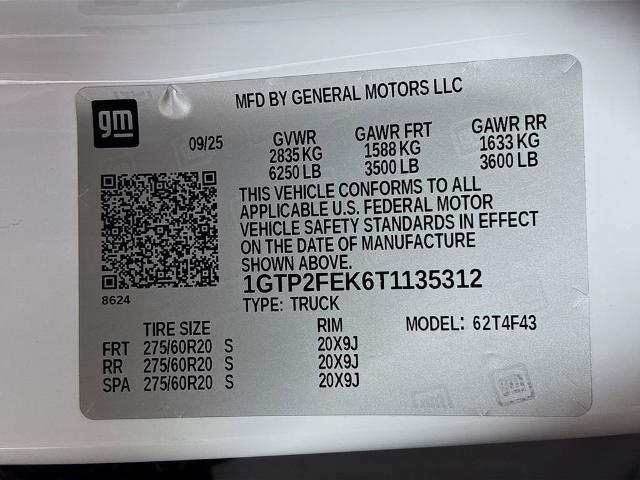 MFD BY GENERAL MOTORS LLC
gm
09/25
GVWR GAWR FRT GAWR RR
2835 KG 1588 KG 1633 KG
6250 LB 3500 LB 3600 LB
THIS VEHICLE CONFORMS TO ALL
APPLICABLE U.S. FEDERAL MOTOR
VEHICLE SAFETY STANDARDS IN EFFECT
ON THE DATE OF MANUFACTURE
SHOWN ABOVE.
8624
1GTP2FEK6T1135312
TYPE: TRUCK
TIRE SIZE RIM MODEL: 62T4F43
FRT 275/60R20 S 20X9J
RR 275/60R20 S 20X9J
SPA 275/60R20 S 20X9J